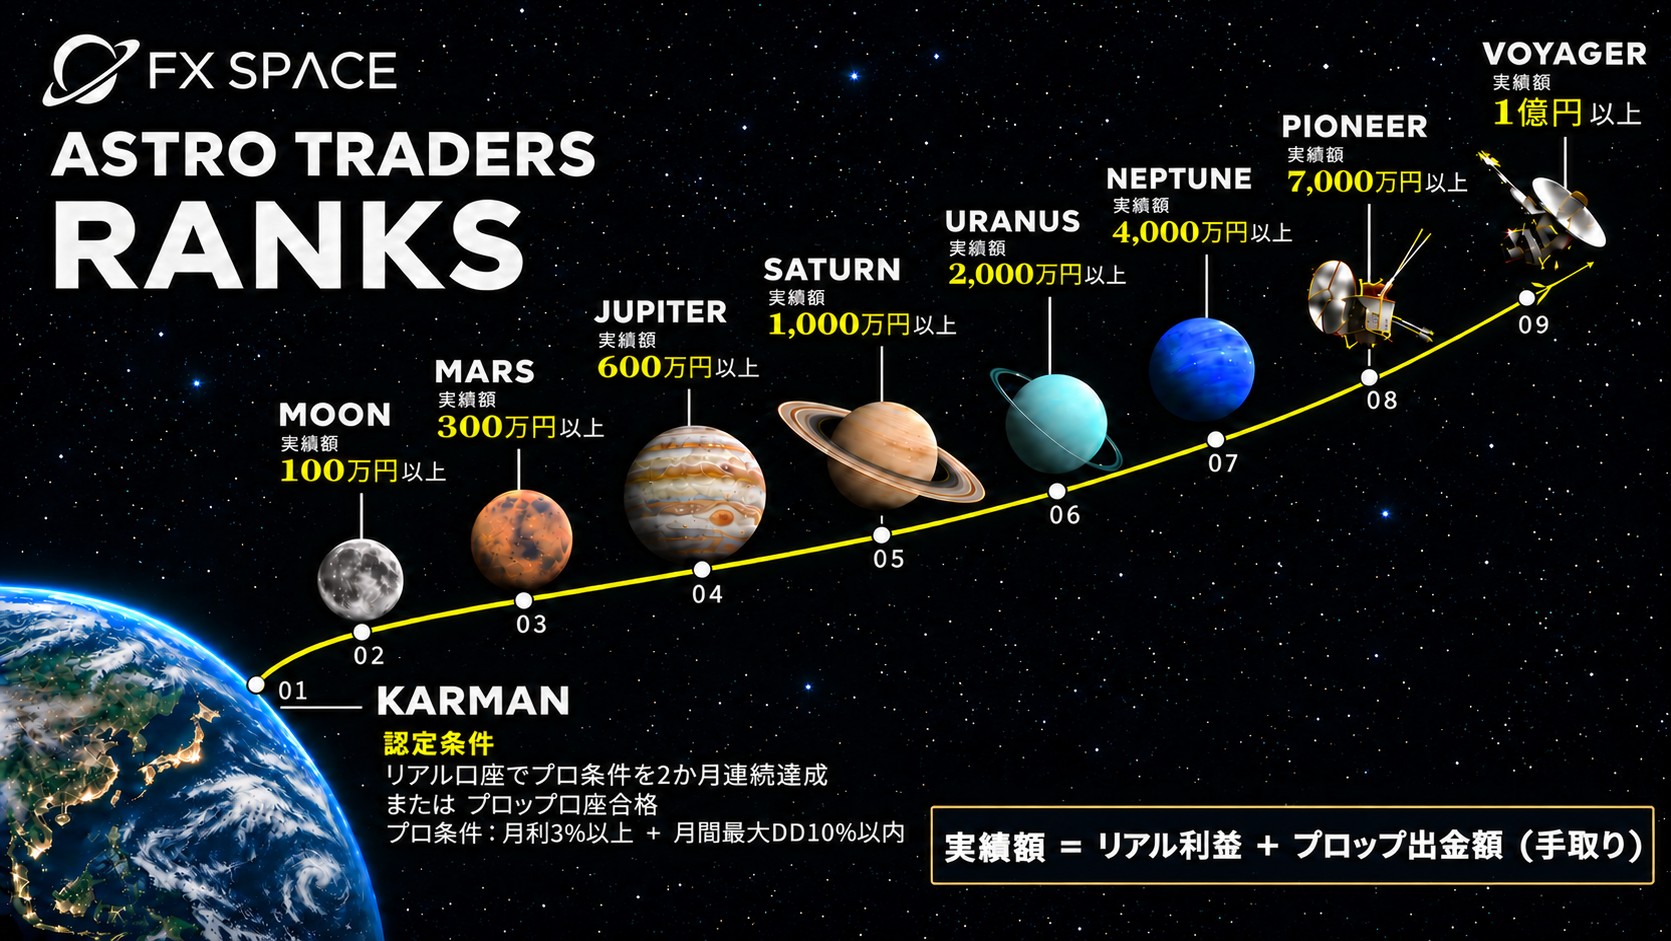 FX SPACE
ASTRO TRADERS
RANKS
VOYAGER
実績額
1億円以上
PIONEER
実績額
7,000万円以上
NEPTUNE
実績額
4,000万円以上
URANUS
実績額
2,000万円以上
SATURN
実績額
1,000万円以上
JUPITER
実績額
600万円以上
MARS
実績額
300万円以上
MOON
実績額
100万円以上
09
08
07
06
05
04
03
02
01
KARMAN
認定条件
リアル口座でプロ条件を2か月連続達成
または プロップ口座合格
プロ条件：月利3%以上 + 月間最大DD10%以内
実績額 = リアル利益 + プロップ出金額（手取り）